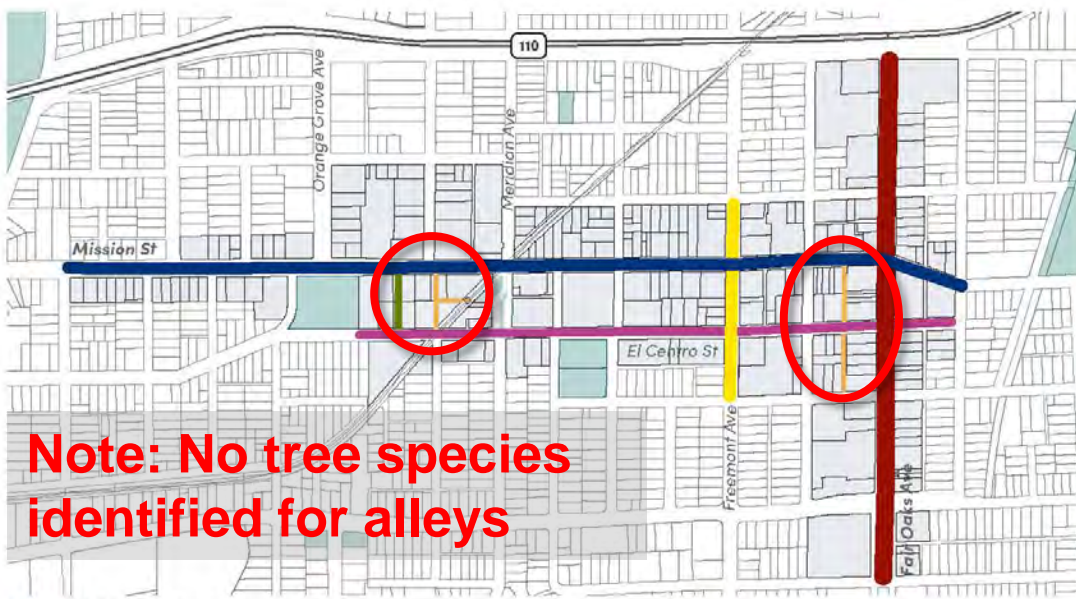 110
Orange Grove Ave
Meridian Ave
Mission St
El Centro St
Note: No tree species
identified for alleys
Freemont Ave
Fair Oaks Ave